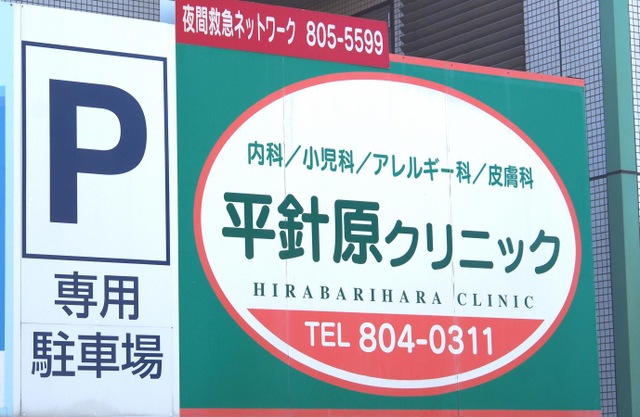 夜間救急ネットワーク 805-5599
P
専用
駐車場
内科／小児科／アレルギー科／皮膚科
平針原クリニック
HIRABARIHARA CLINIC
TEL 804-0311